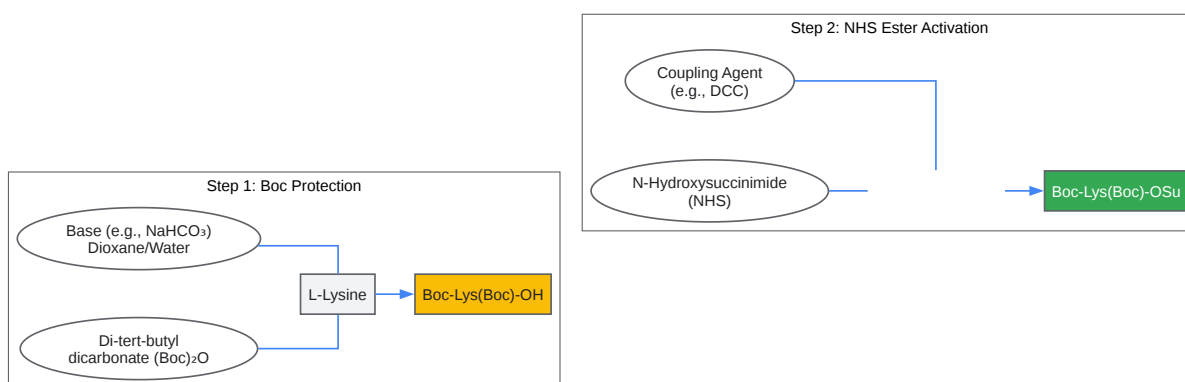 Step 1: Boc Protection
Base (e.g., NaHCO₃)
Dioxane/Water
L-Lysine
Boc-Lys(Boc)-OH
Di-tert-butyl
dicarbonate (Boc)₂O
Step 2: NHS Ester Activation
Coupling Agent
(e.g., DCC)
N-Hydroxysuccinimide
(NHS)
Boc-Lys(Boc)-OSu